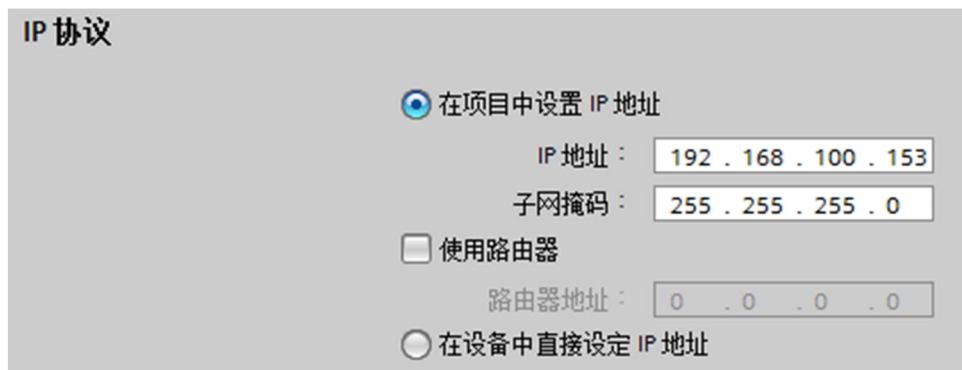 IP 协议
在项目中设置 IP 地址
IP 地址： 192 . 168 . 100 . 153
子网掩码： 255 . 255 . 255 . 0
使用路由器
路由器地址： 0 . 0 . 0 . 0
在设备中直接设定 IP 地址